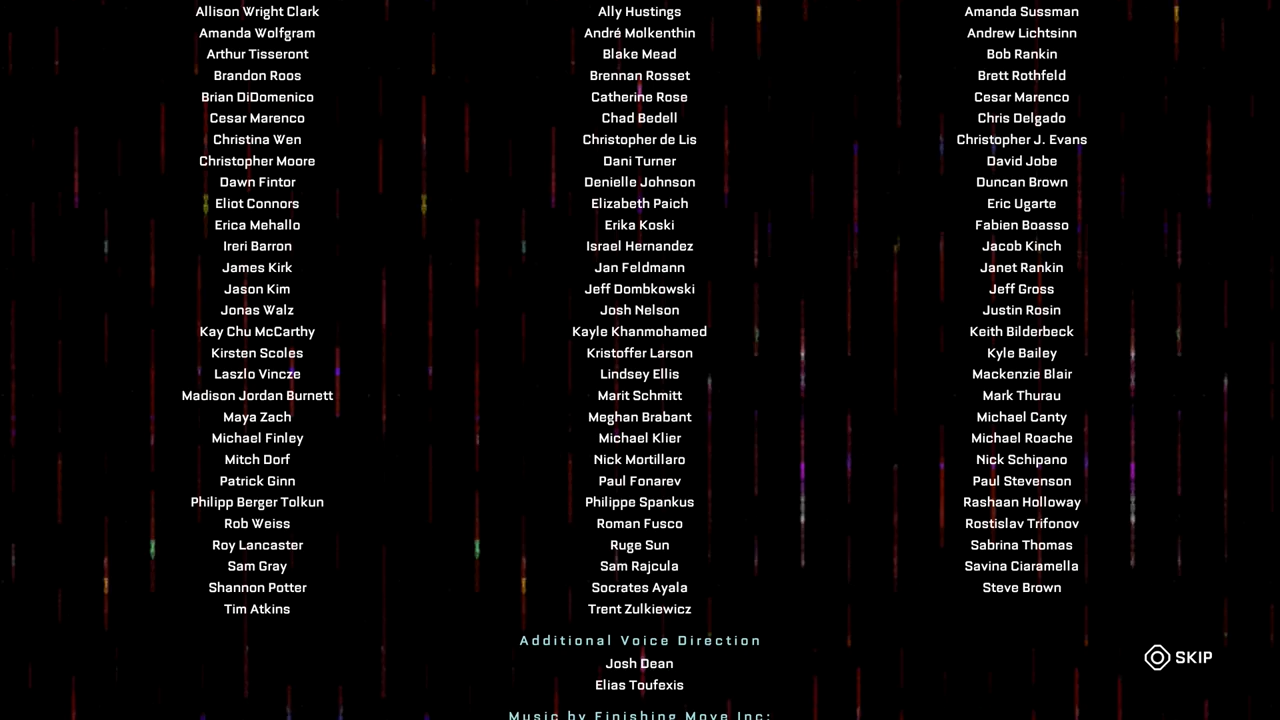 Allison Wright Clark Ally Hustings Amanda Sussman
Amanda Wolfgram André Molkenthin Andrew Lichtsinn
Arthur Tisseront Blake Mead Bob Rankin
Brandon Roos Brennan Rosset Brett Rothfeld
Brian DiDomenico Catherine Rose Cesar Marenco
Cesar Marenco Chad Bedell Chris Delgado
Christina Wen Christopher de Lis Christopher J. Evans
Christopher Moore Dani Turner David Jobe
Dawn Fintor Denielle Johnson Duncan Brown
Eliot Connors Elizabeth Paich Eric Ugarte
Erica Mehallo Erika Koski Fabien Boasso
Ireri Barron Israel Hernandez Jacob Kinch
James Kirk Jan Feldmann Janet Rankin
Jason Kim Jeff Dombkowski Jeff Gross
Jonas Walz Josh Nelson Justin Rosin
Kay Chu McCarthy Kayle Khanmohamed Keith Bilderbeck
Kirsten Scoles Kristoffer Larson Kyle Bailey
Laszlo Vincze Lindsey Ellis Mackenzie Blair
Madison Jordan Burnett Marit Schmitt Mark Thurau
Maya Zach Meghan Brabant Michael Canty
Michael Finley Michael Klier Michael Roache
Mitch Dorf Nick Mortillaro Nick Schipano
Patrick Ginn Paul Fonarev Paul Stevenson
Philipp Berger Tolkun Philippe Spankus Rashaan Holloway
Rob Weiss Roman Fusco Rostislav Trifonov
Roy Lancaster Ruge Sun Sabrina Thomas
Sam Gray Sam Rajcula Savina Ciaramella
Shannon Potter Socrates Ayala Steve Brown
Tim Atkins Trent Zulkiewicz
Additional Voice Direction
Josh Dean
SKIP
Elias Toufexis
Music by Finishing Move Inc: